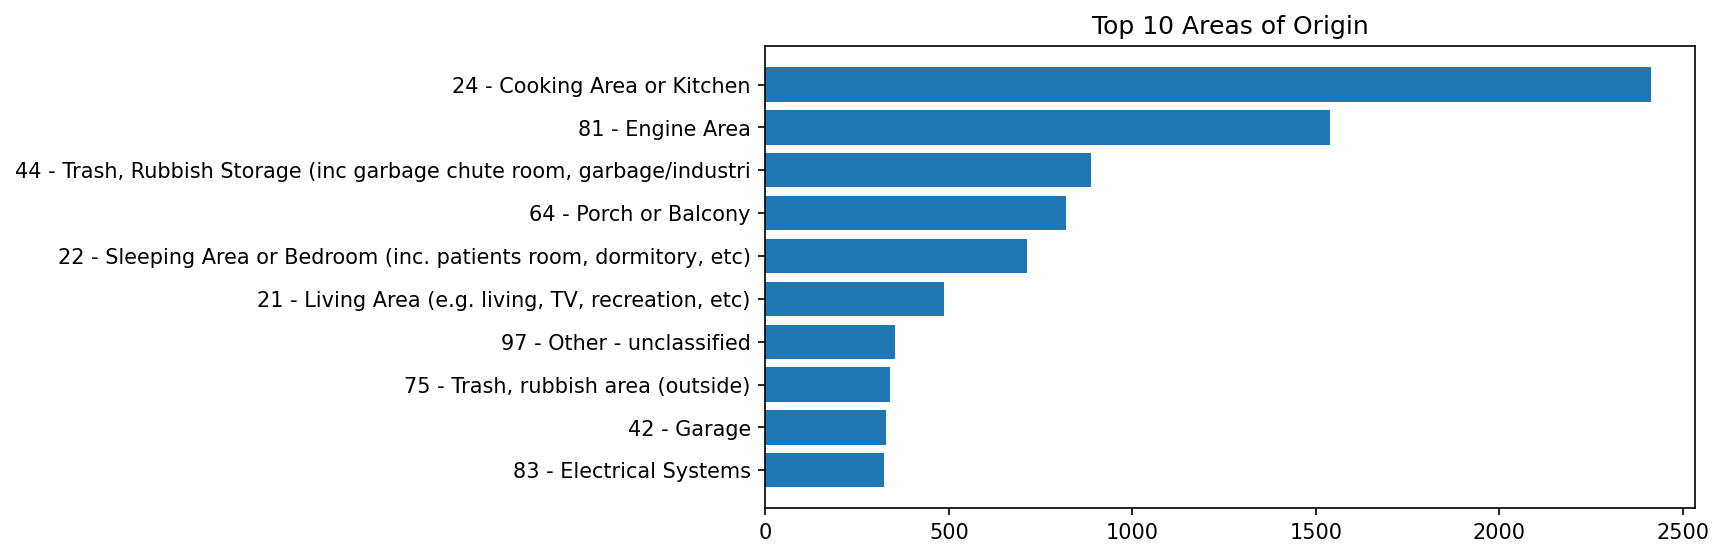 Top 10 Areas of Origin
24 - Cooking Area or Kitchen
81 - Engine Area
44 - Trash, Rubbish Storage (inc garbage chute room, garbage/industri
64 - Porch or Balcony
22 - Sleeping Area or Bedroom (inc. patients room, dormitory, etc)
21 - Living Area (e.g. living, TV, recreation, etc)
97 - Other - unclassified
75 - Trash, rubbish area (outside)
42 - Garage
83 - Electrical Systems
0 500 1000 1500 2000 2500